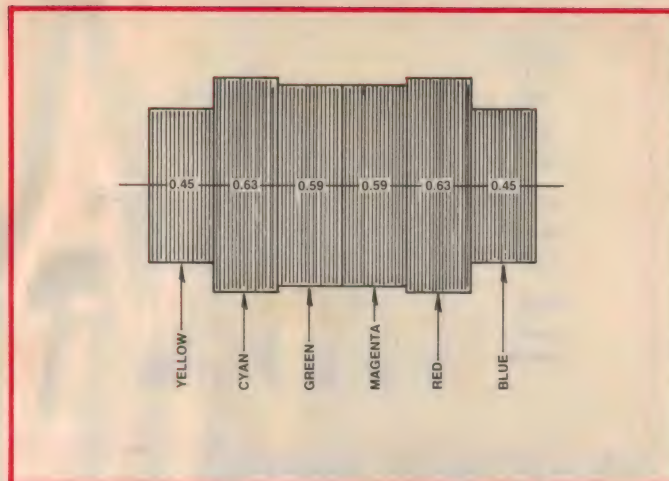 0.45 0.63 0.59 0.59 0.63 0.45
YELLOW
CYAN
GREEN
MAGENTA
RED
BLUE